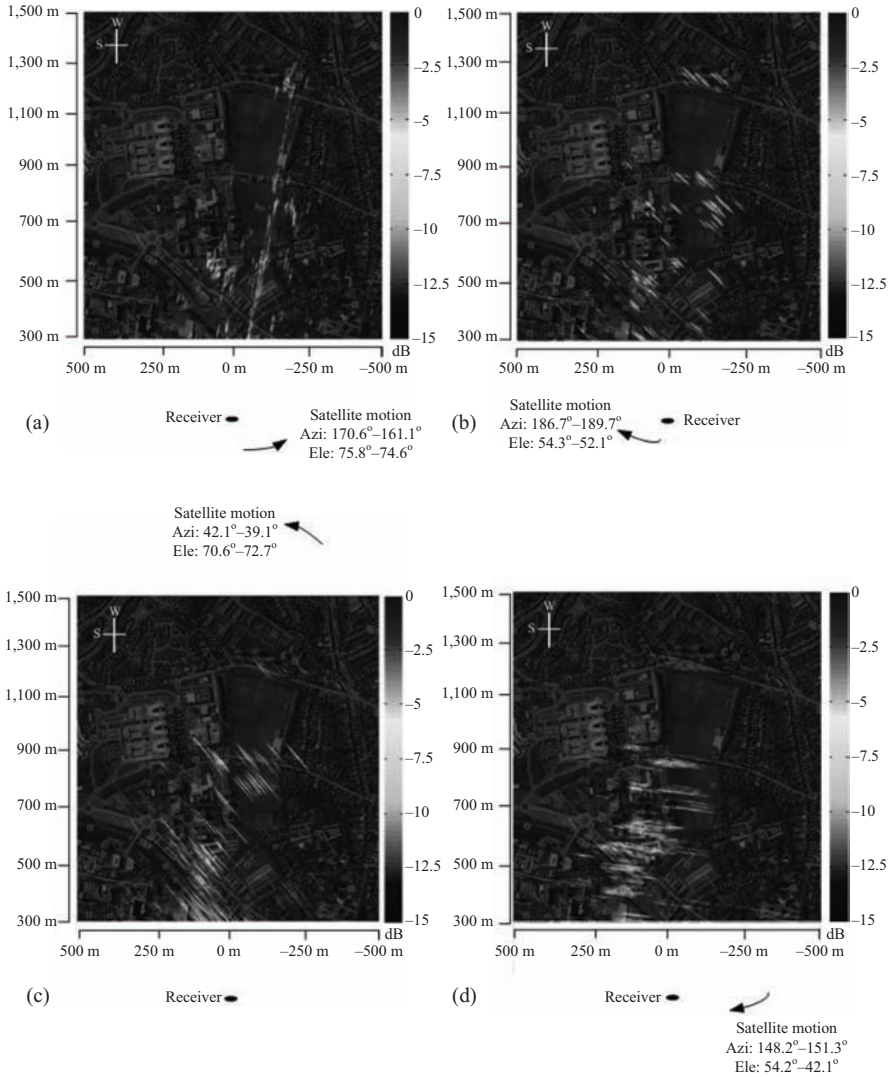 1,500 m
1,300 m
1,100 m
900 m
700 m
500 m
300 m
W
S
0
−2.5
−5
−7.5
−10
−12.5
−15
dB
500 m
250 m
0 m
−250 m
−500 m
(a)
Receiver
Satellite motion
Azi: 170.6°–161.1°
Ele: 75.8°–74.6°
1,500 m
1,300 m
1,100 m
900 m
700 m
500 m
300 m
W
S
0
−2.5
−5
−7.5
−10
−12.5
−15
dB
500 m
250 m
0 m
−250 m
−500 m
(b)
Satellite motion
Azi: 186.7°–189.7°
Ele: 54.3°–52.1°
Receiver
Satellite motion
Azi: 42.1°–39.1°
Ele: 70.6°–72.7°
1,500 m
1,300 m
1,100 m
900 m
700 m
500 m
300 m
W
S
0
−2.5
−5
−7.5
−10
−12.5
−15
dB
500 m
250 m
0 m
−250 m
−500 m
(c)
Receiver
1,500 m
1,300 m
1,100 m
900 m
700 m
500 m
300 m
W
S
0
−2.5
−5
−7.5
−10
−12.5
−15
dB
500 m
250 m
0 m
−250 m
−500 m
(d)
Receiver
Satellite motion
Azi: 148.2°–151.3°
Ele: 54.2°–42.1°